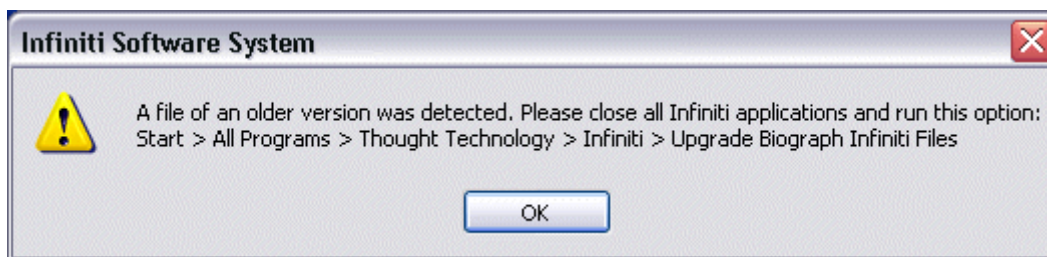 Infiniti Software System
A file of an older version was detected. Please close all Infiniti applications and run this option:
Start > All Programs > Thought Technology > Infiniti > Upgrade Biograph Infiniti Files
OK